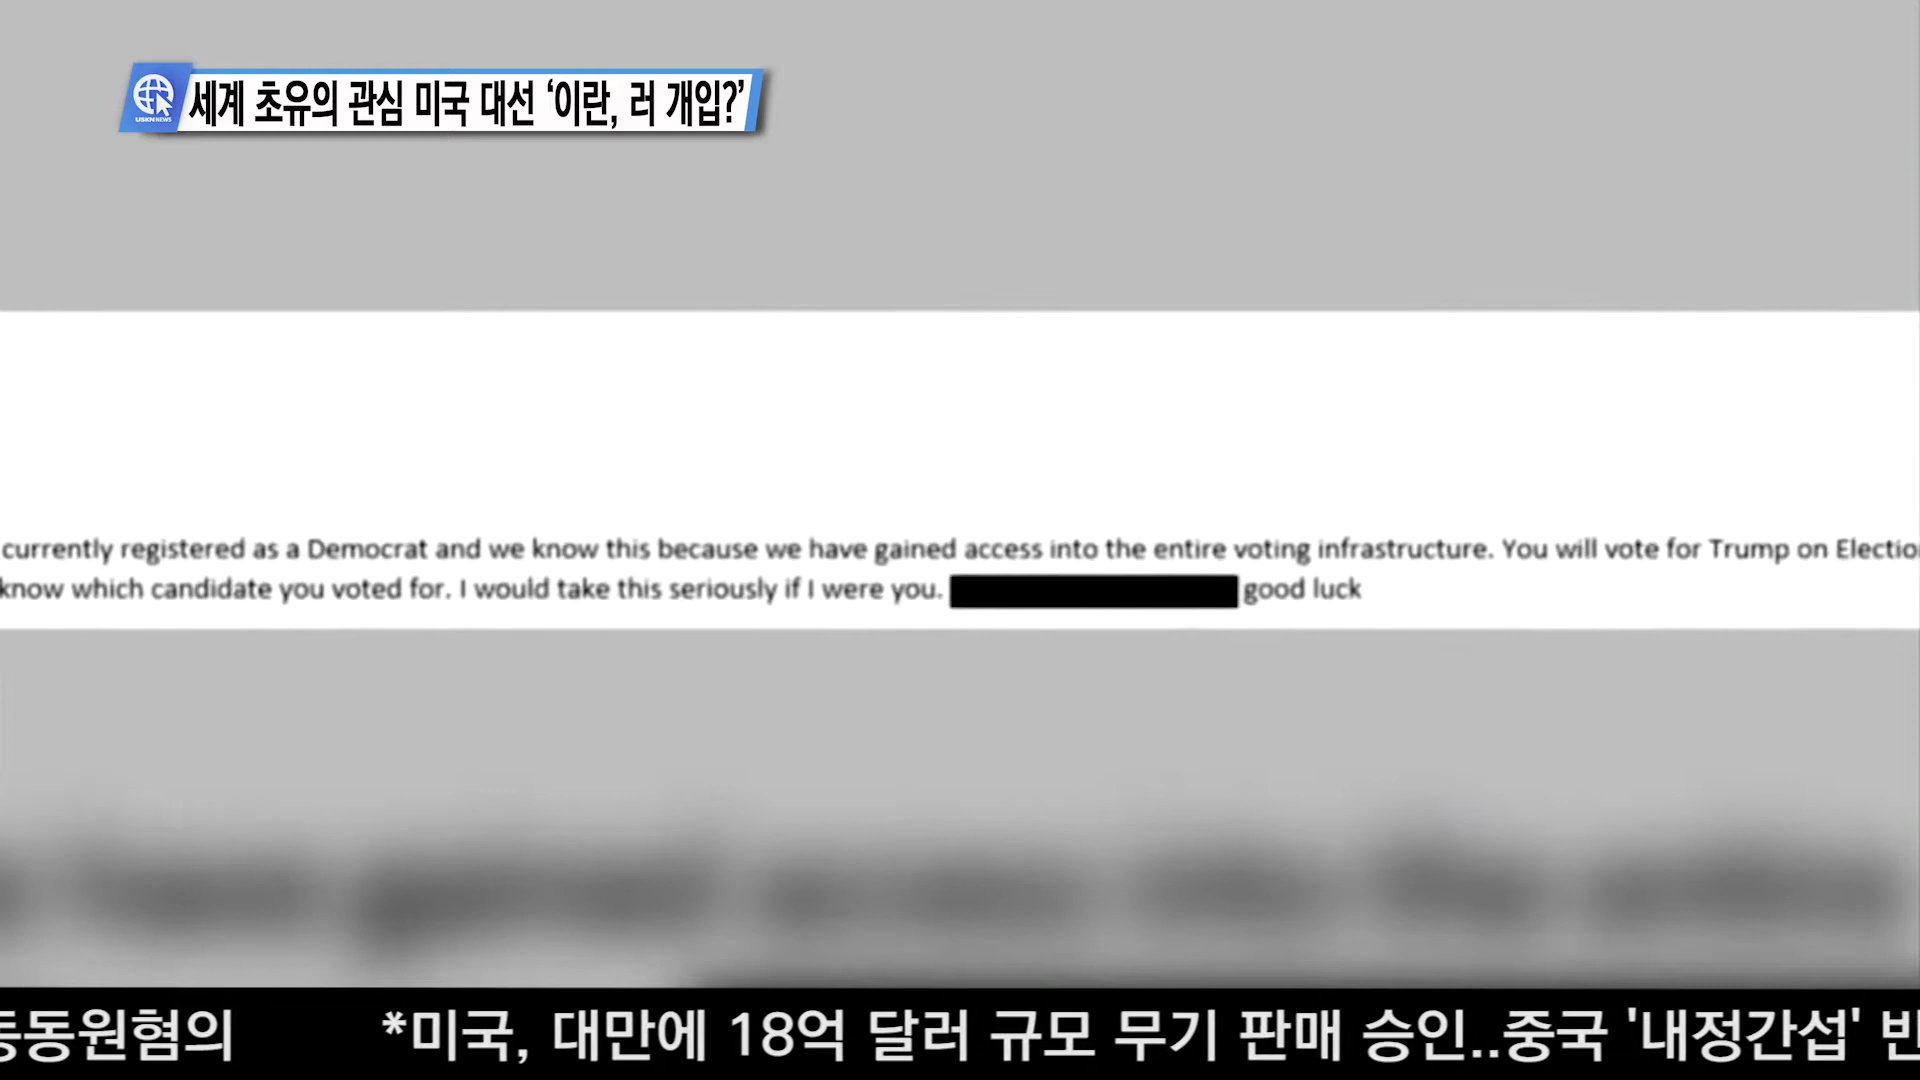 USKN NEWS
세계 초유의 관심 미국 대선 ‘이란, 러 개입?’
currently registered as a Democrat and we know this because we have gained access into the entire voting infrastructure. You will vote for Trump on Electio
know which candidate you voted for. I would take this seriously if I were you. good luck
동원혐의 *미국, 대만에 18억 달러 규모 무기 판매 승인..중국 '내정간섭' 반